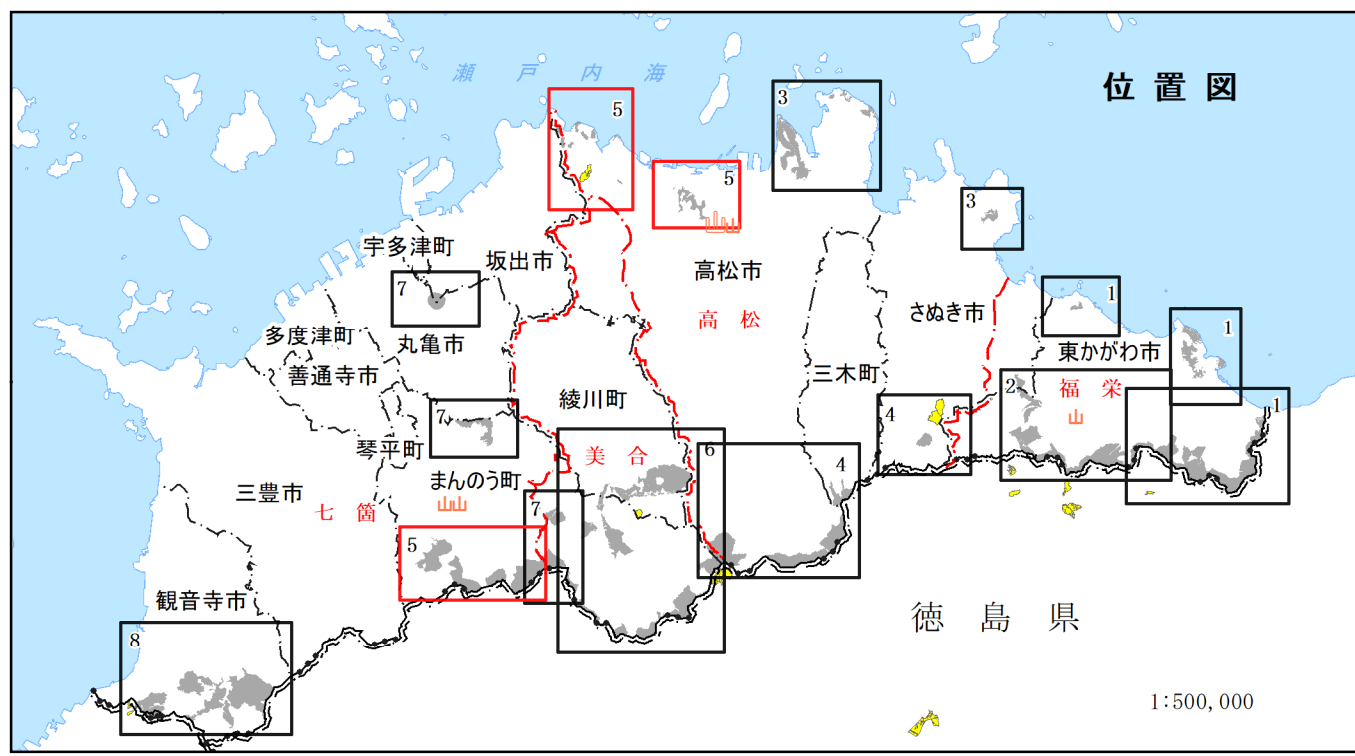 瀬戸内海
位置図
5
3
5
3
宇多津町
坂出市
高松市
7
1
さぬき市
高松
1
多度津町
丸亀市
東かがわ市
善通寺市
三木町
2
福栄
綾川町
4
1
7
山
琴平町
美合
6
4
まんのう町
三豊市
七箇
山山
7
5
山山
観音寺市
徳島県
8
1:500,000